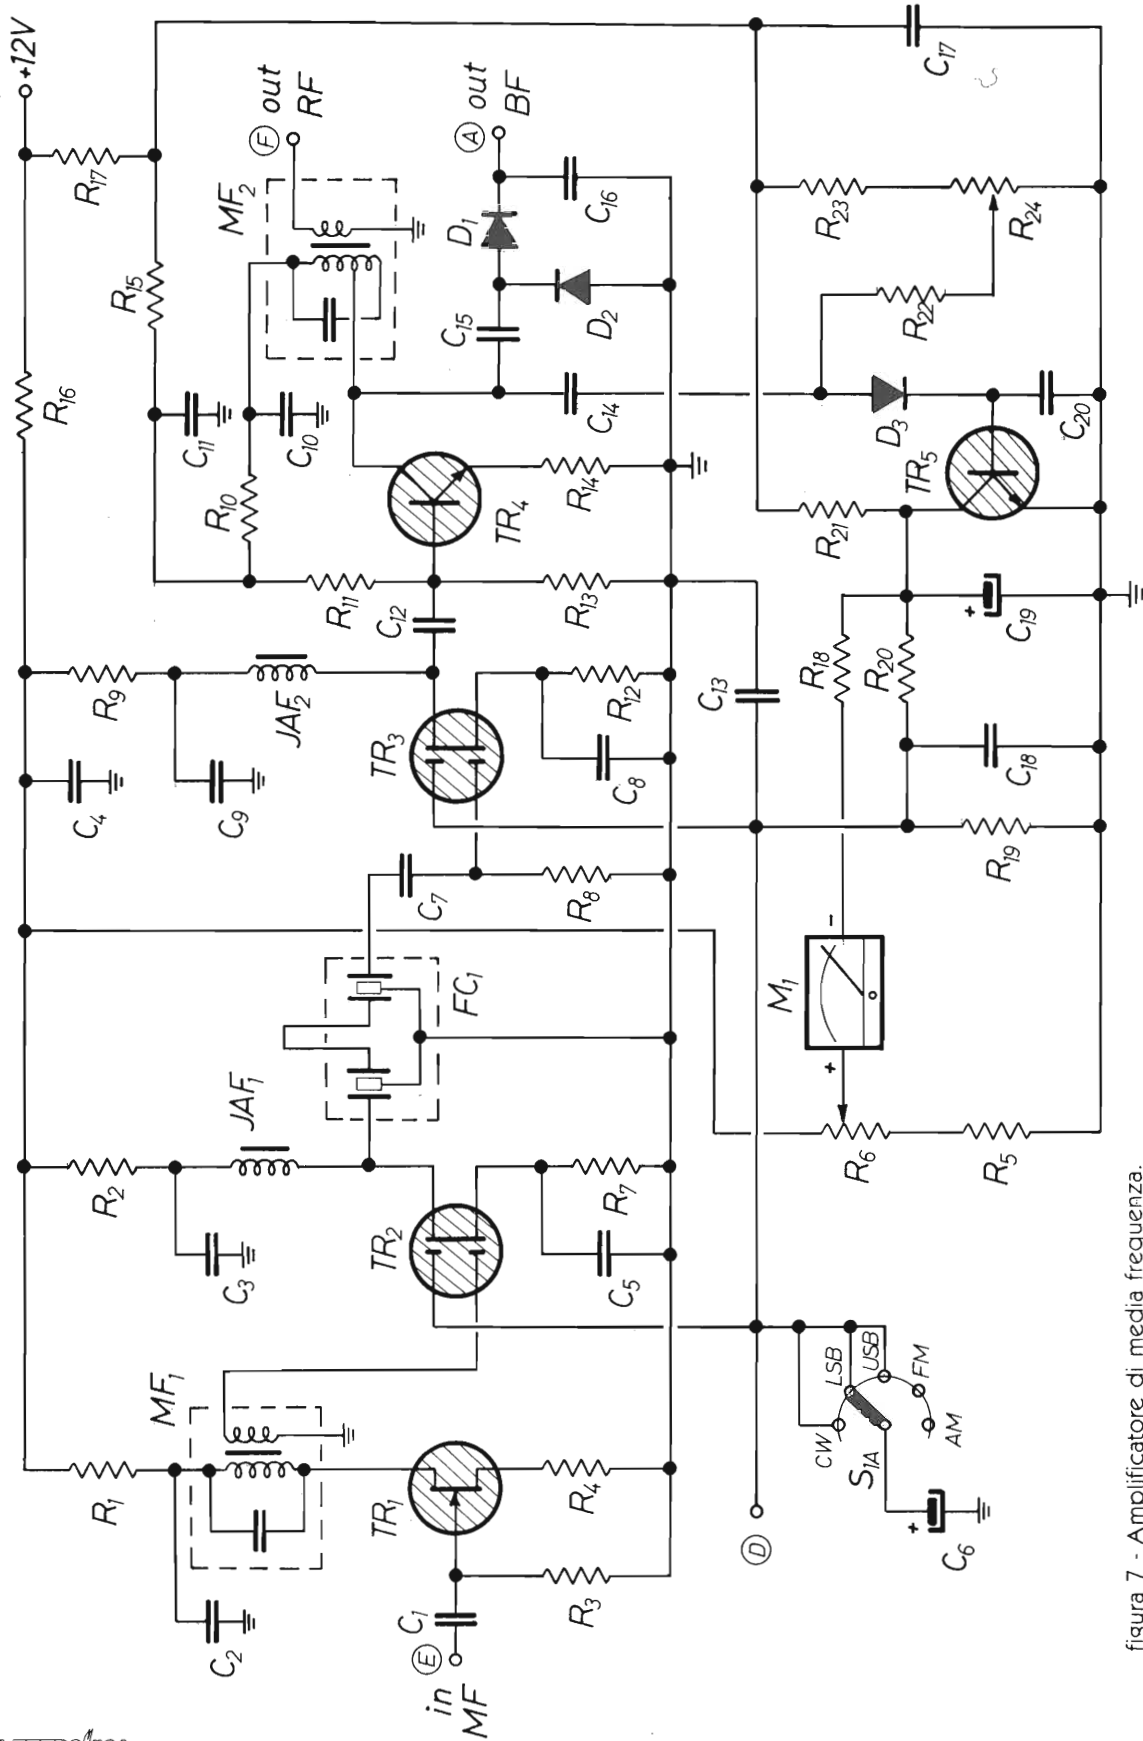 +12V
R16
R17
R15
C11
R10
C10
MF2
F out
RF
A out
BF
D1
C16
D2
C15
C14
C17
R23
R24
R22
D3
C20
TR5
R21
TR4
R14
R11
C12
R13
R9
JAF2
C4
C9
TR3
R12
C8
C13
R18
R20
+
C19
C18
R19
C7
R8
FC1
M1
-
+
R6
R5
R2
JAF1
C3
TR2
R7
C5
MF1
R1
C2
TR1
R4
R3
C1
E
in
MF
D
CW
LSB
USB
FM
AM
S1A
+
C6
figura 7 - Amplificatore di media frequenza.